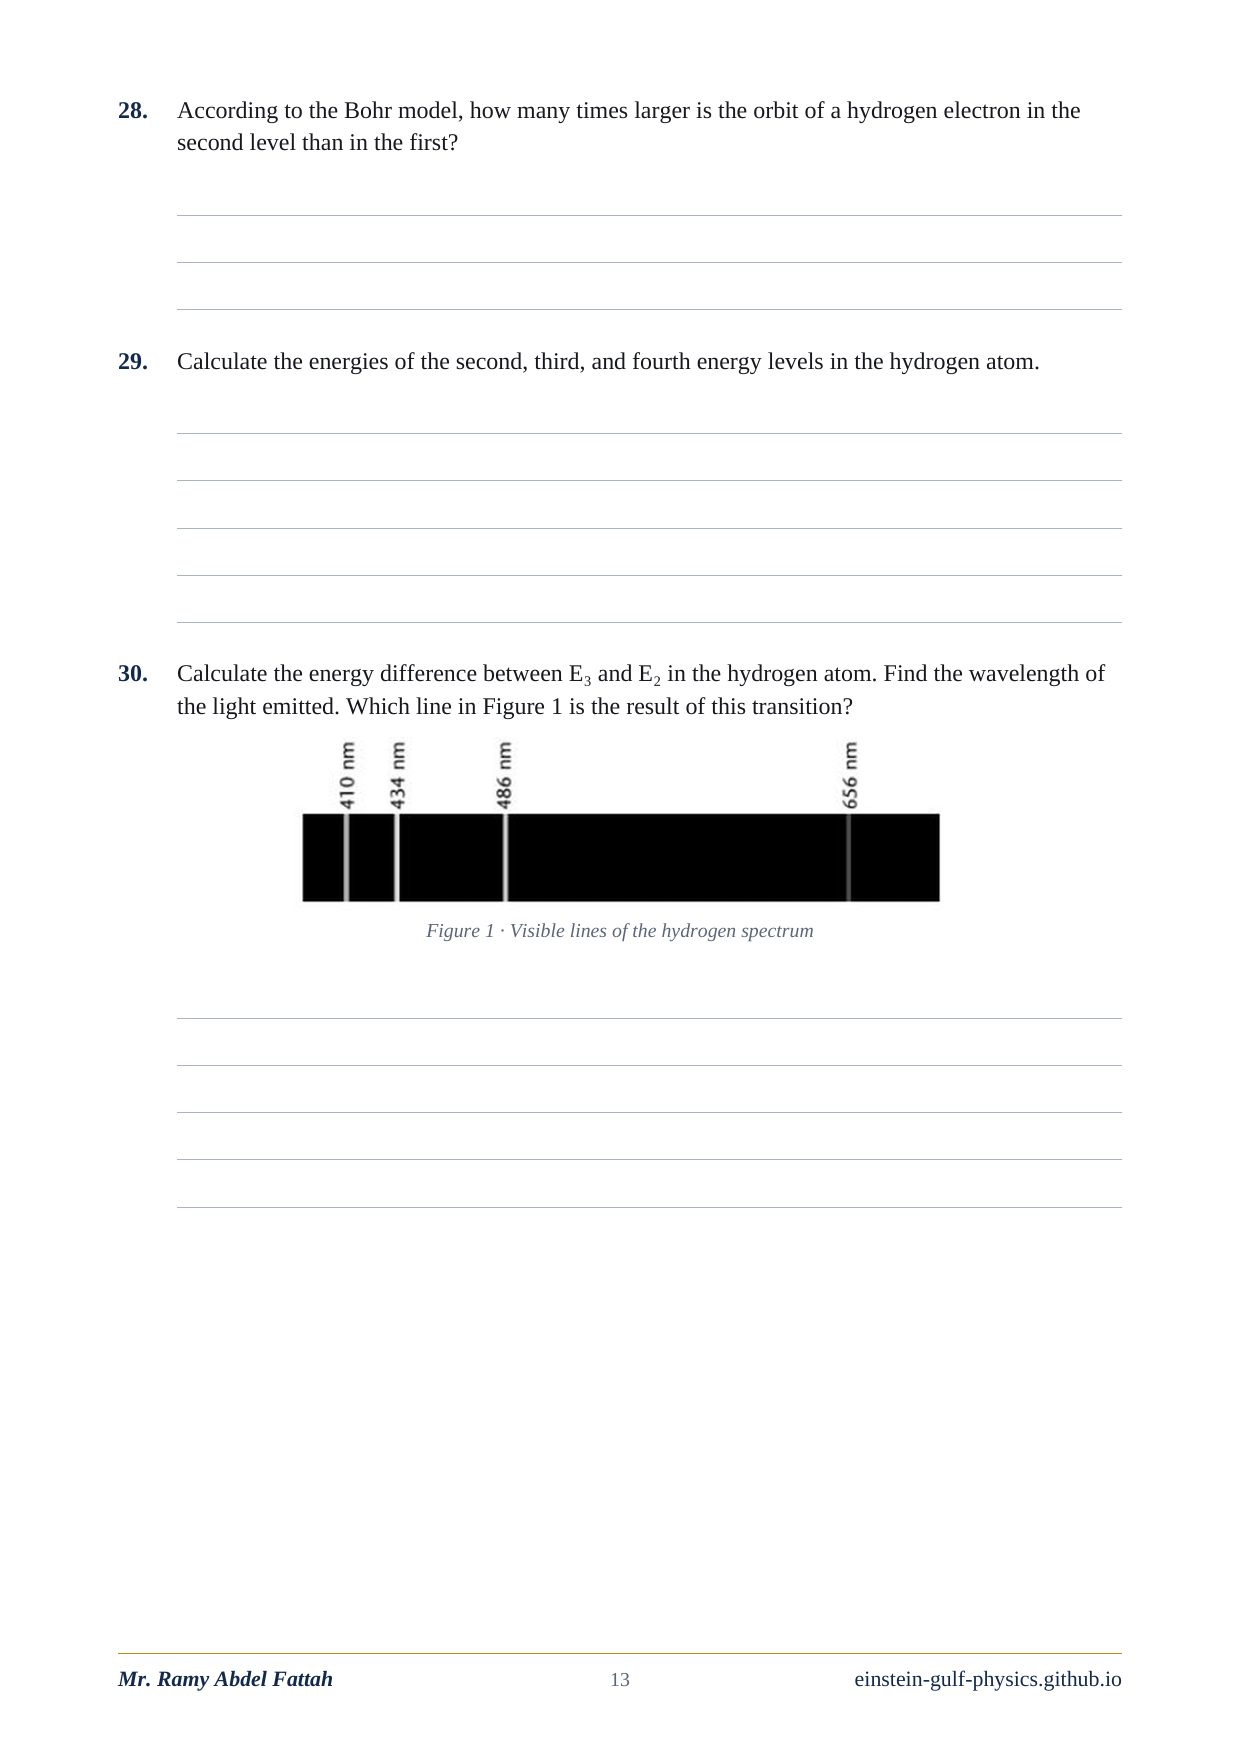 28. According to the Bohr model, how many times larger is the orbit of a hydrogen electron in the
second level than in the first?
29. Calculate the energies of the second, third, and fourth energy levels in the hydrogen atom.
30. Calculate the energy difference between E₃ and E₂ in the hydrogen atom. Find the wavelength of
the light emitted. Which line in Figure 1 is the result of this transition?
410 nm
434 nm
486 nm
656 nm
Figure 1 · Visible lines of the hydrogen spectrum
Mr. Ramy Abdel Fattah 13 einstein-gulf-physics.github.io